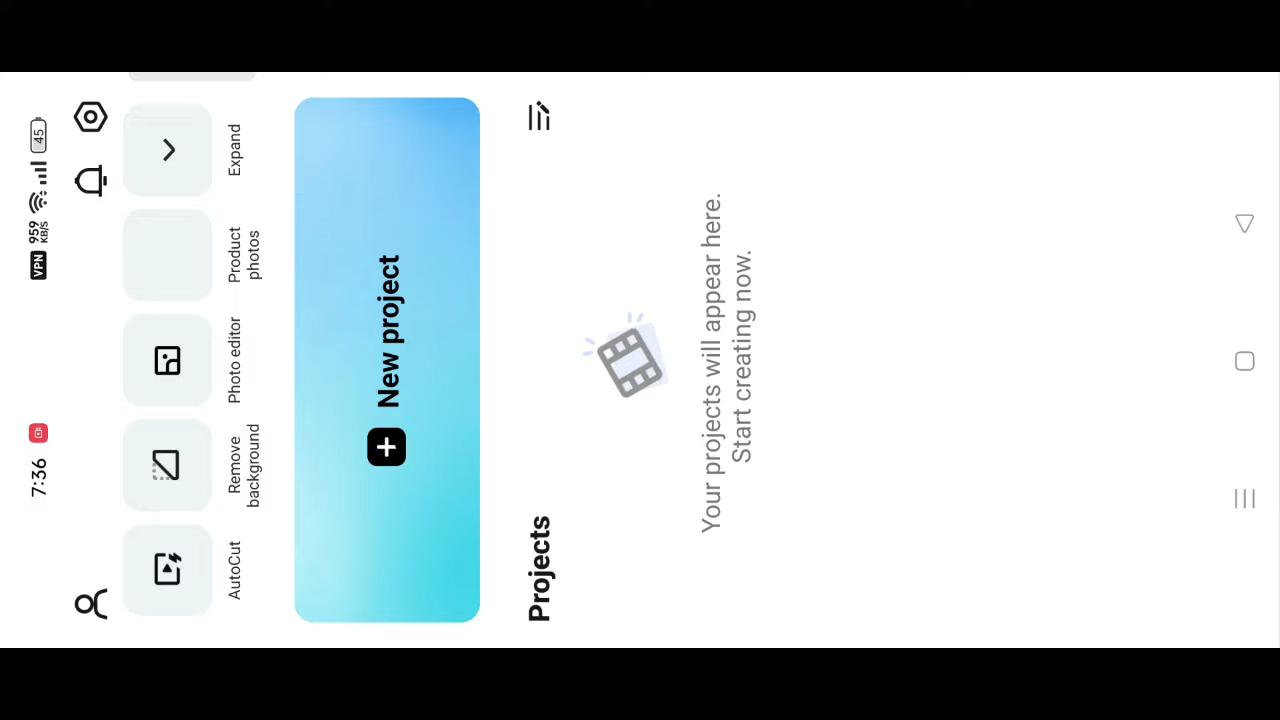 7:36
VPN 959 KB/S 45
AutoCut
Remove background
Photo editor
Product photos
Expand
New project
Projects
Your projects will appear here.
Start creating now.